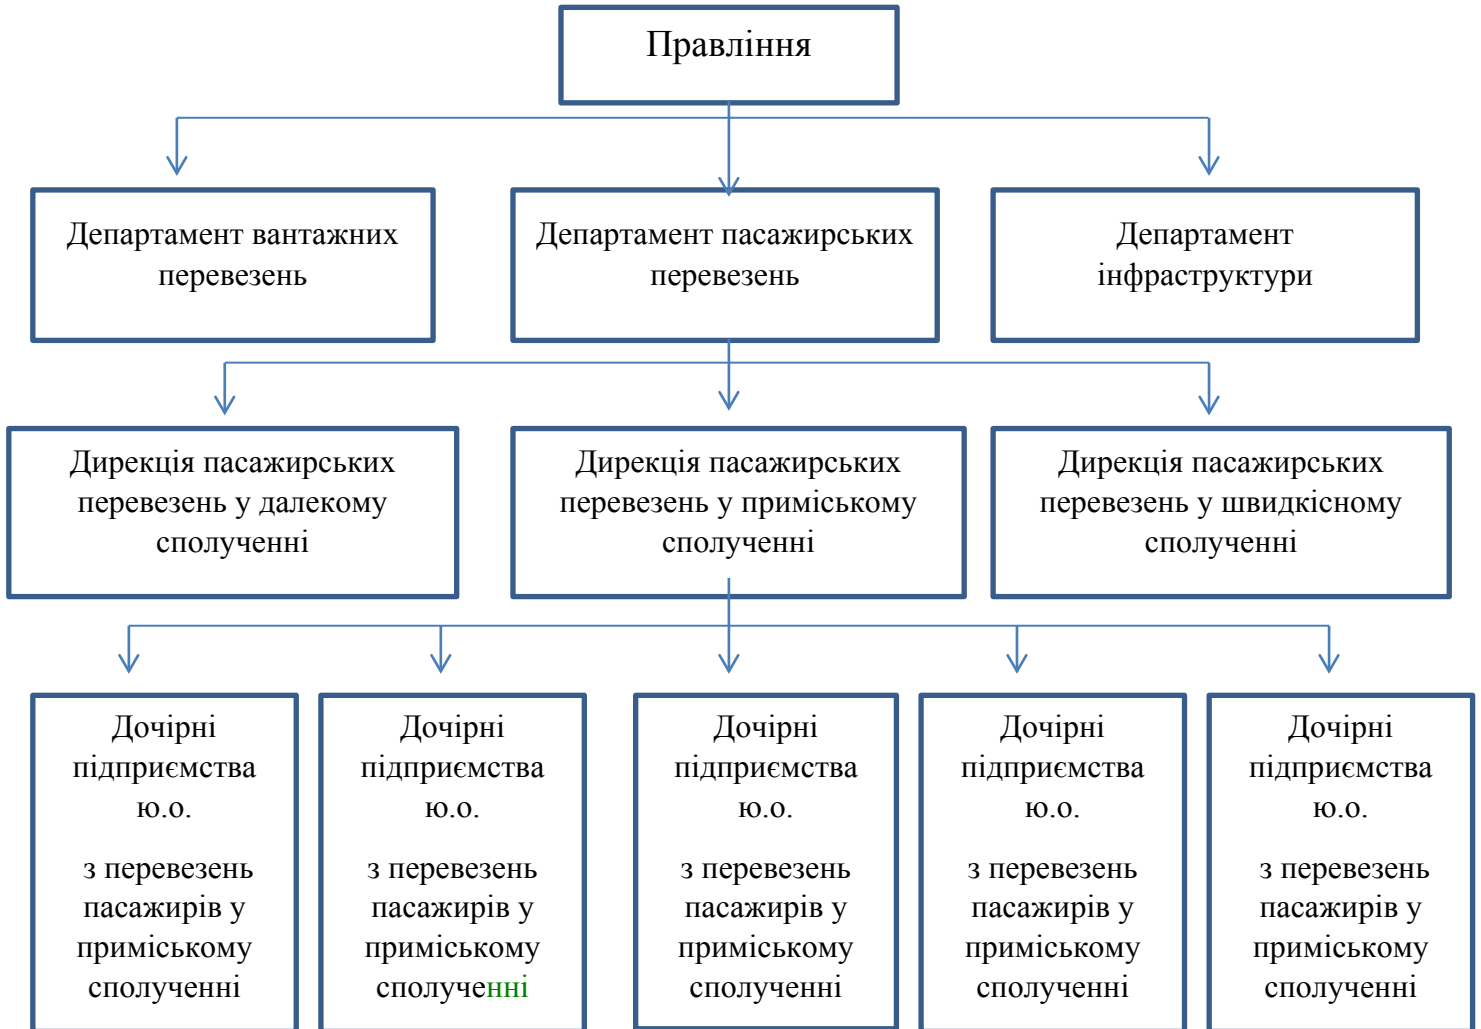 Правління
Департамент вантажних
перевезень
Департамент пасажирських
перевезень
Департамент
інфраструктури
Дирекція пасажирських
перевезень у далекому
сполученні
Дирекція пасажирських
перевезень у приміському
сполученні
Дирекція пасажирських
перевезень у швидкісному
сполученні
Дочірні
підприємства
ю.о.
з перевезень
пасажирів у
приміському
сполученні
Дочірні
підприємства
ю.о.
з перевезень
пасажирів у
приміському
сполученні
Дочірні
підприємства
ю.о.
з перевезень
пасажирів у
приміському
сполученні
Дочірні
підприємства
ю.о.
з перевезень
пасажирів у
приміському
сполученні
Дочірні
підприємства
ю.о.
з перевезень
пасажирів у
приміському
сполученні